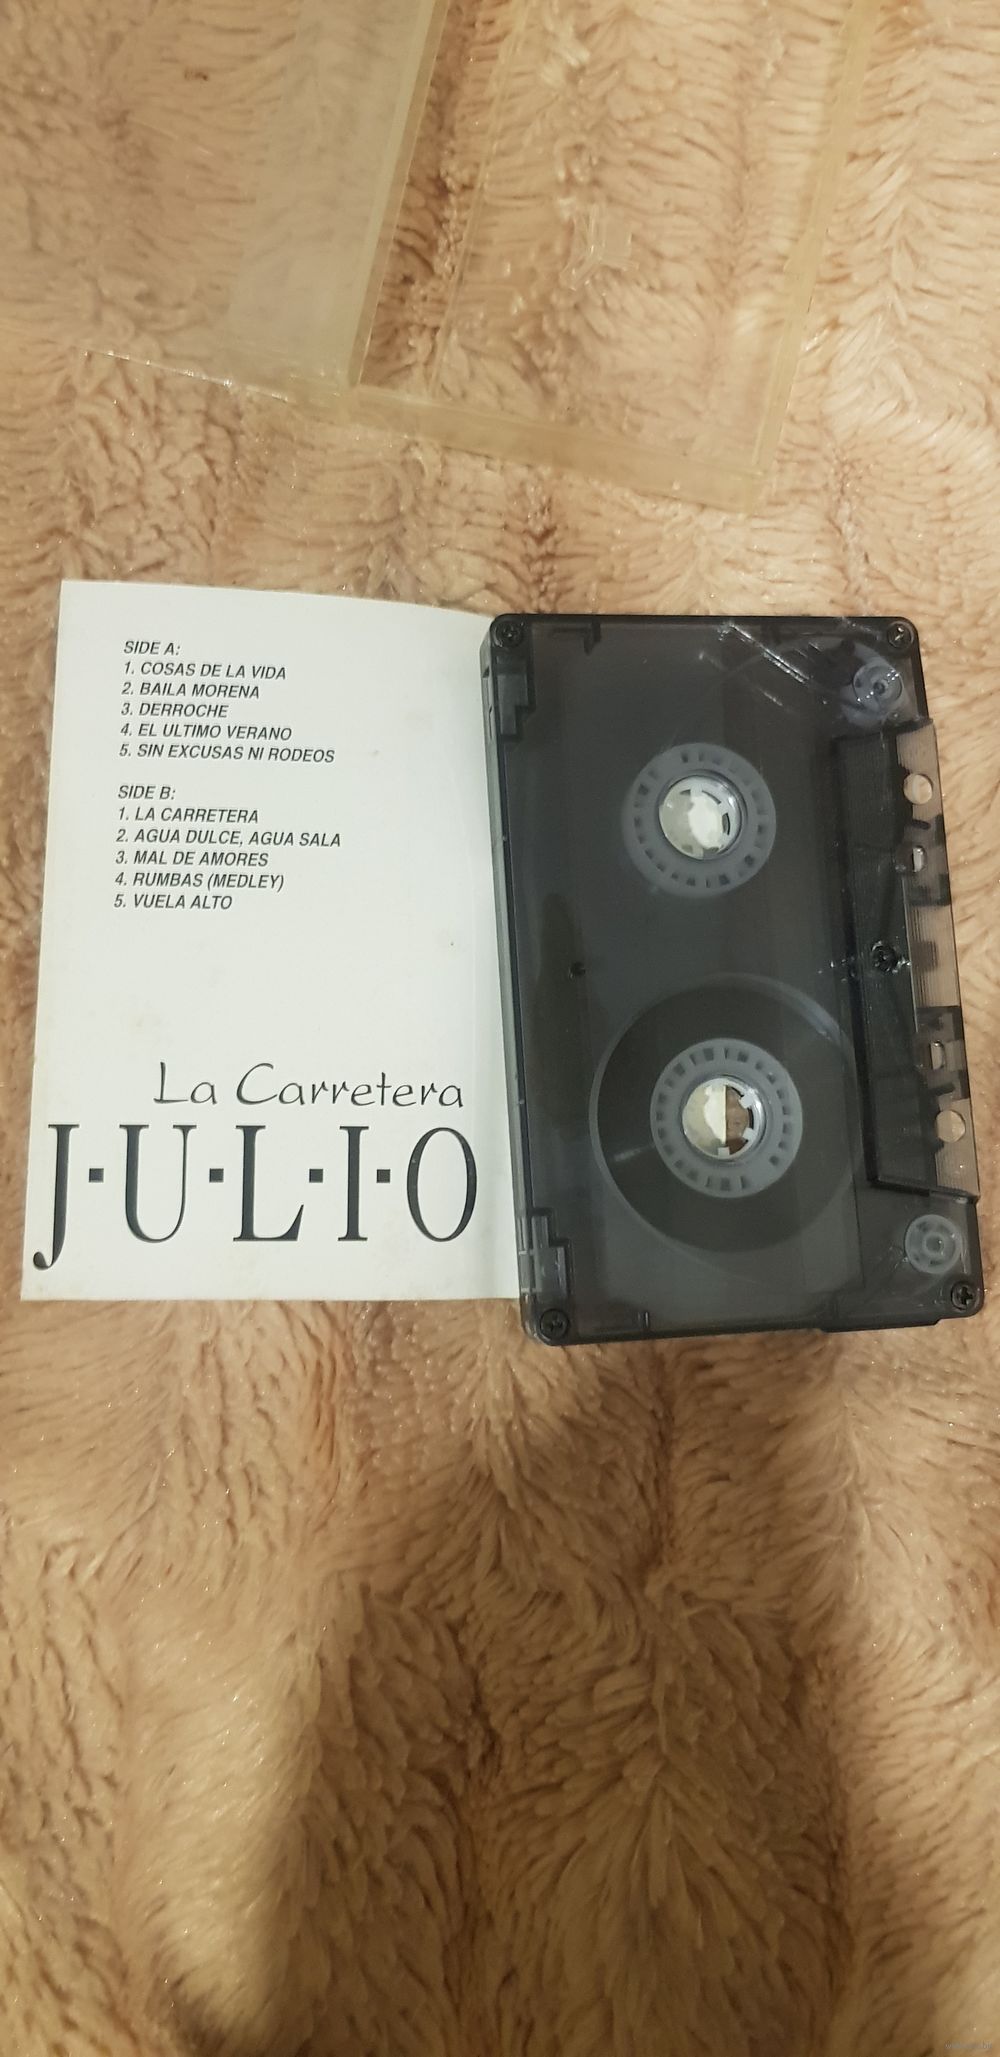 SIDE A:
1. COSAS DE LA VIDA
2. BAILA MORENA
3. DERROCHE
4. EL ULTIMO VERANO
5. SIN EXCUSAS NI RODEOS
SIDE B:
1. LA CARRETERA
2. AGUA DULCE, AGUA SALA
3. MAL DE AMORES
4. RUMBAS (MEDLEY)
5. VUELA ALTO
La Carretera
J·U·L·I·O